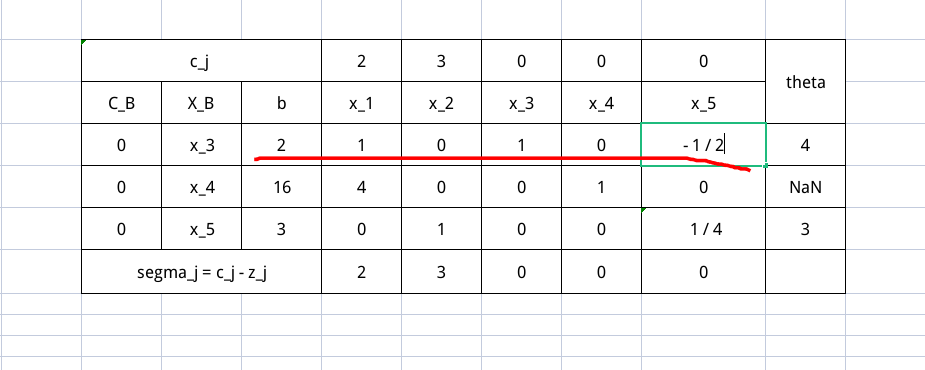 c_j 2 3 0 0 0 theta
C_B X_B b x_1 x_2 x_3 x_4 x_5
0 x_3 2 1 0 1 0 - 1 / 2 4
0 x_4 16 4 0 0 1 0 NaN
0 x_5 3 0 1 0 0 1 / 4 3
segma_j = c_j - z_j 2 3 0 0 0